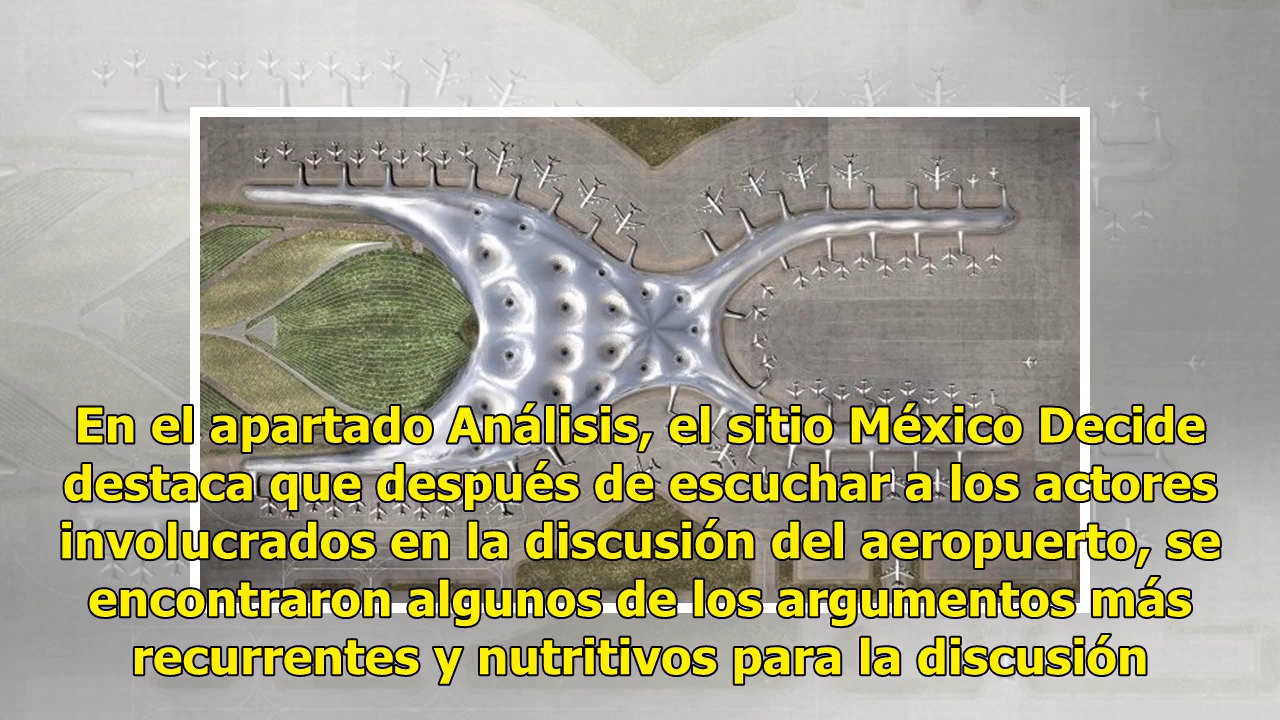 En el apartado Análisis, el sitio México Decide
destaca que después de escuchar a los actores
involucrados en la discusión del aeropuerto, se
encontraron algunos de los argumentos más
recurrentes y nutritivos para la discusión